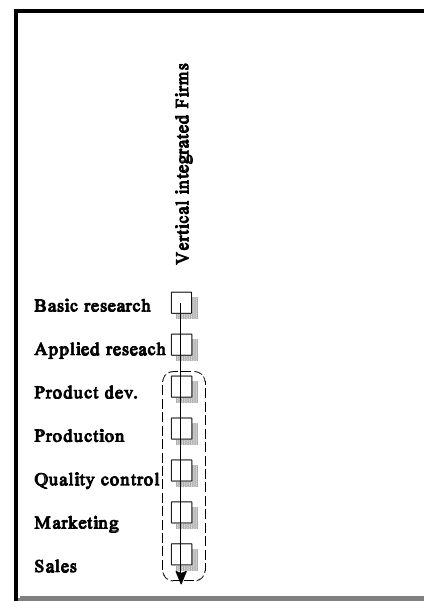 Vertical integrated Firms
Basic research
Applied reseach
Product dev.
Production
Quality control
Marketing
Sales